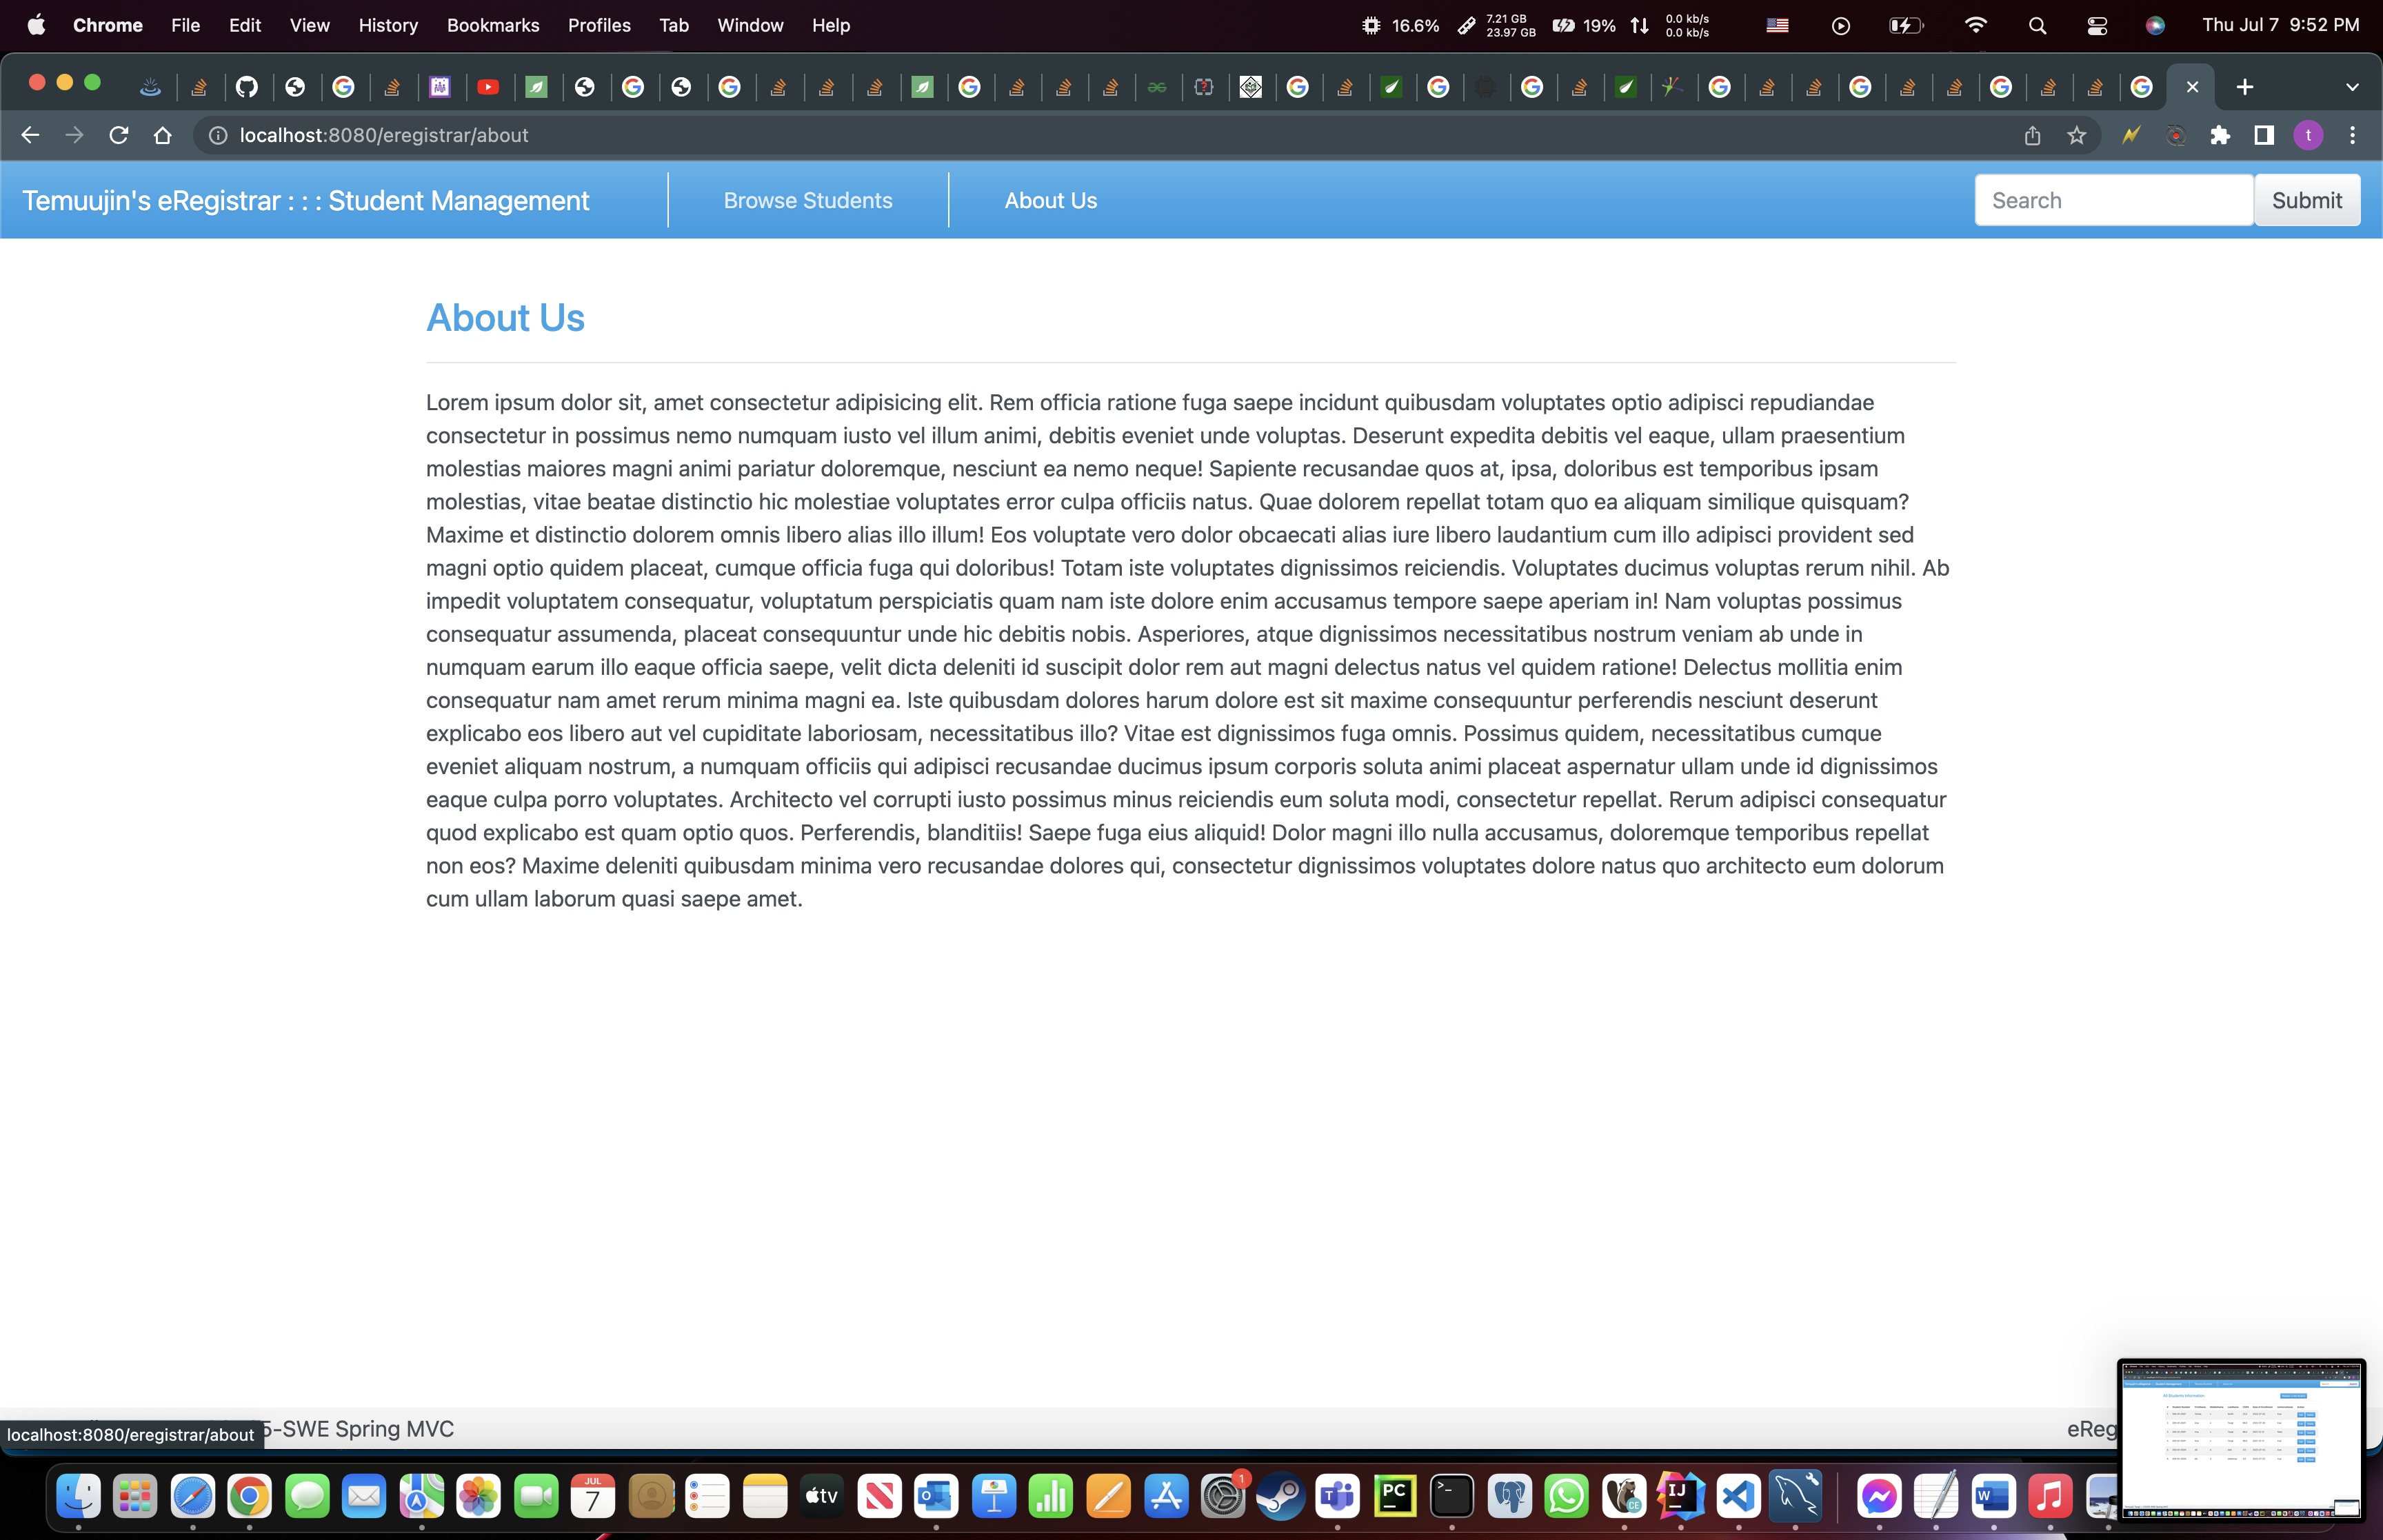 Chrome File Edit View History Bookmarks Profiles Tab Window Help
16.6% 7.21 GB 23.97 GB 19% 0.0 kb/s 0.0 kb/s Thu Jul 7 9:52 PM
localhost:8080/eregistrar/about
t
Temuujin's eRegistrar : : : Student Management Browse Students About Us Search Submit
About Us
Lorem ipsum dolor sit, amet consectetur adipisicing elit. Rem officia ratione fuga saepe incidunt quibusdam voluptates optio adipisci repudiandae
consectetur in possimus nemo numquam iusto vel illum animi, debitis eveniet unde voluptas. Deserunt expedita debitis vel eaque, ullam praesentium
molestias maiores magni animi pariatur doloremque, nesciunt ea nemo neque! Sapiente recusandae quos at, ipsa, doloribus est temporibus ipsam
molestias, vitae beatae distinctio hic molestiae voluptates error culpa officiis natus. Quae dolorem repellat totam quo ea aliquam similique quisquam?
Maxime et distinctio dolorem omnis libero alias illo illum! Eos voluptate vero dolor obcaecati alias iure libero laudantium cum illo adipisci provident sed
magni optio quidem placeat, cumque officia fuga qui doloribus! Totam iste voluptates dignissimos reiciendis. Voluptates ducimus voluptas rerum nihil. Ab
impedit voluptatem consequatur, voluptatum perspiciatis quam nam iste dolore enim accusamus tempore saepe aperiam in! Nam voluptas possimus
consequatur assumenda, placeat consequuntur unde hic debitis nobis. Asperiores, atque dignissimos necessitatibus nostrum veniam ab unde in
numquam earum illo eaque officia saepe, velit dicta deleniti id suscipit dolor rem aut magni delectus natus vel quidem ratione! Delectus mollitia enim
consequatur nam amet rerum minima magni ea. Iste quibusdam dolores harum dolore est sit maxime consequuntur perferendis nesciunt deserunt
explicabo eos libero aut vel cupiditate laboriosam, necessitatibus illo? Vitae est dignissimos fuga omnis. Possimus quidem, necessitatibus cumque
eveniet aliquam nostrum, a numquam officiis qui adipisci recusandae ducimus ipsum corporis soluta animi placeat aspernatur ullam unde id dignissimos
eaque culpa porro voluptates. Architecto vel corrupti iusto possimus minus reiciendis eum soluta modi, consectetur repellat. Rerum adipisci consequatur
quod explicabo est quam optio quos. Perferendis, blanditiis! Saepe fuga eius aliquid! Dolor magni illo nulla accusamus, doloremque temporibus repellat
non eos? Maxime deleniti quibusdam minima vero recusandae dolores qui, consectetur dignissimos voluptates dolore natus quo architecto eum dolorum
cum ullam laborum quasi saepe amet.
5-SWE Spring MVC eReg
localhost:8080/eregistrar/about
JUL
7 tv 1 PC CE IJ W